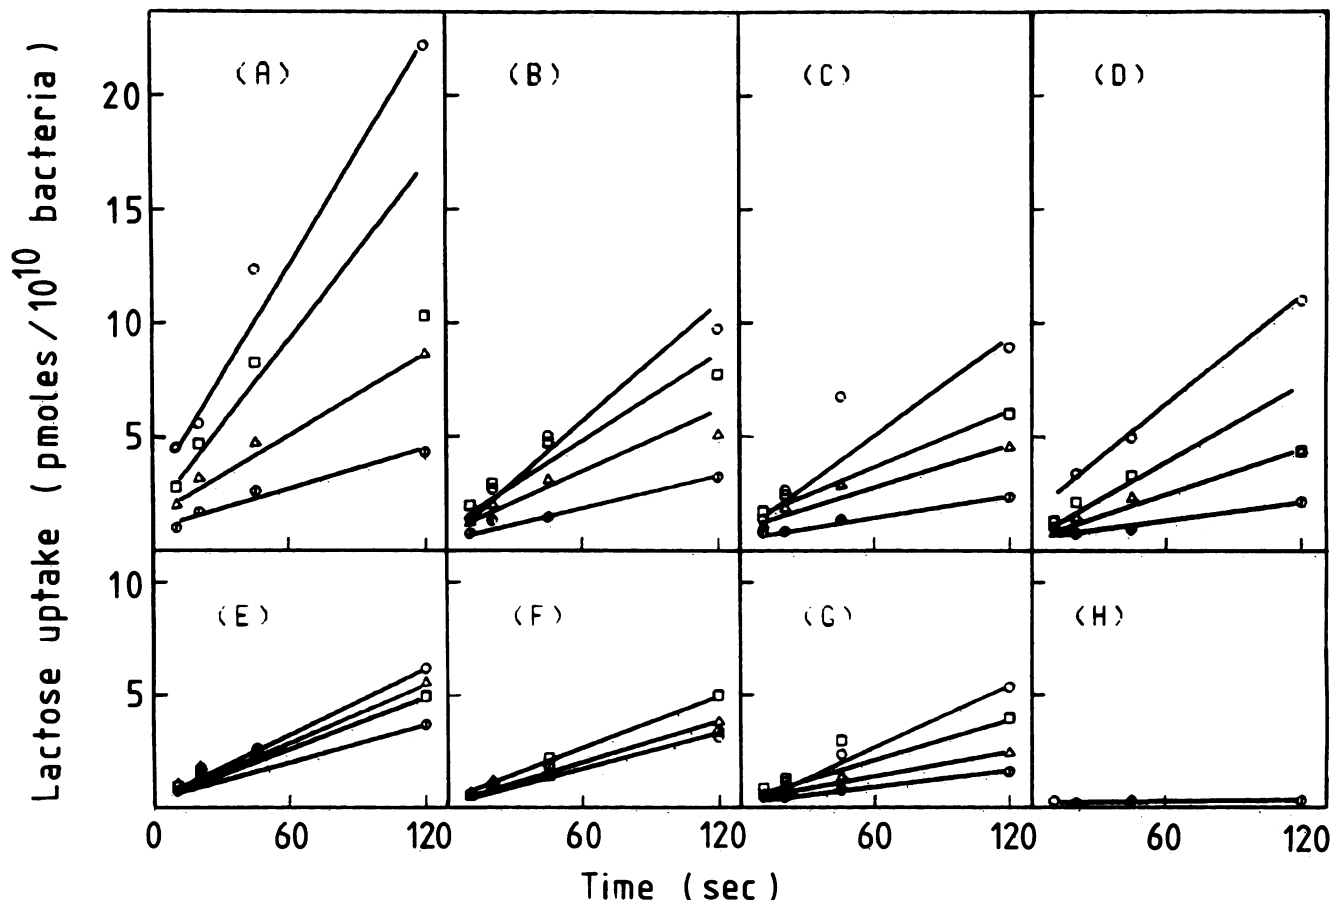 Lactose uptake (pmoles/10¹⁰ bacteria)
(A)
(B)
(C)
(D)
20
15
10
5
(E)
(F)
(G)
(H)
10
5
0 60 120 60 120 60 120 60 120
Time (sec)